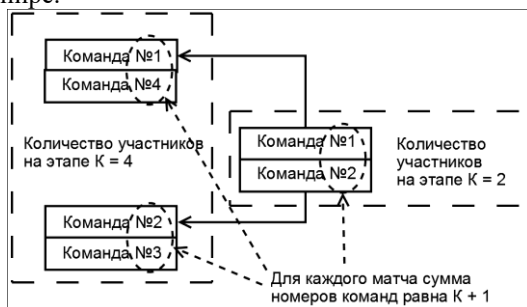 Команда №1
Команда №4
Количество участников
на этапе K = 4
Команда №1
Команда №2
Количество
участников
на этапе K = 2
Команда №2
Команда №3
Для каждого матча сумма
номеров команд равна K + 1